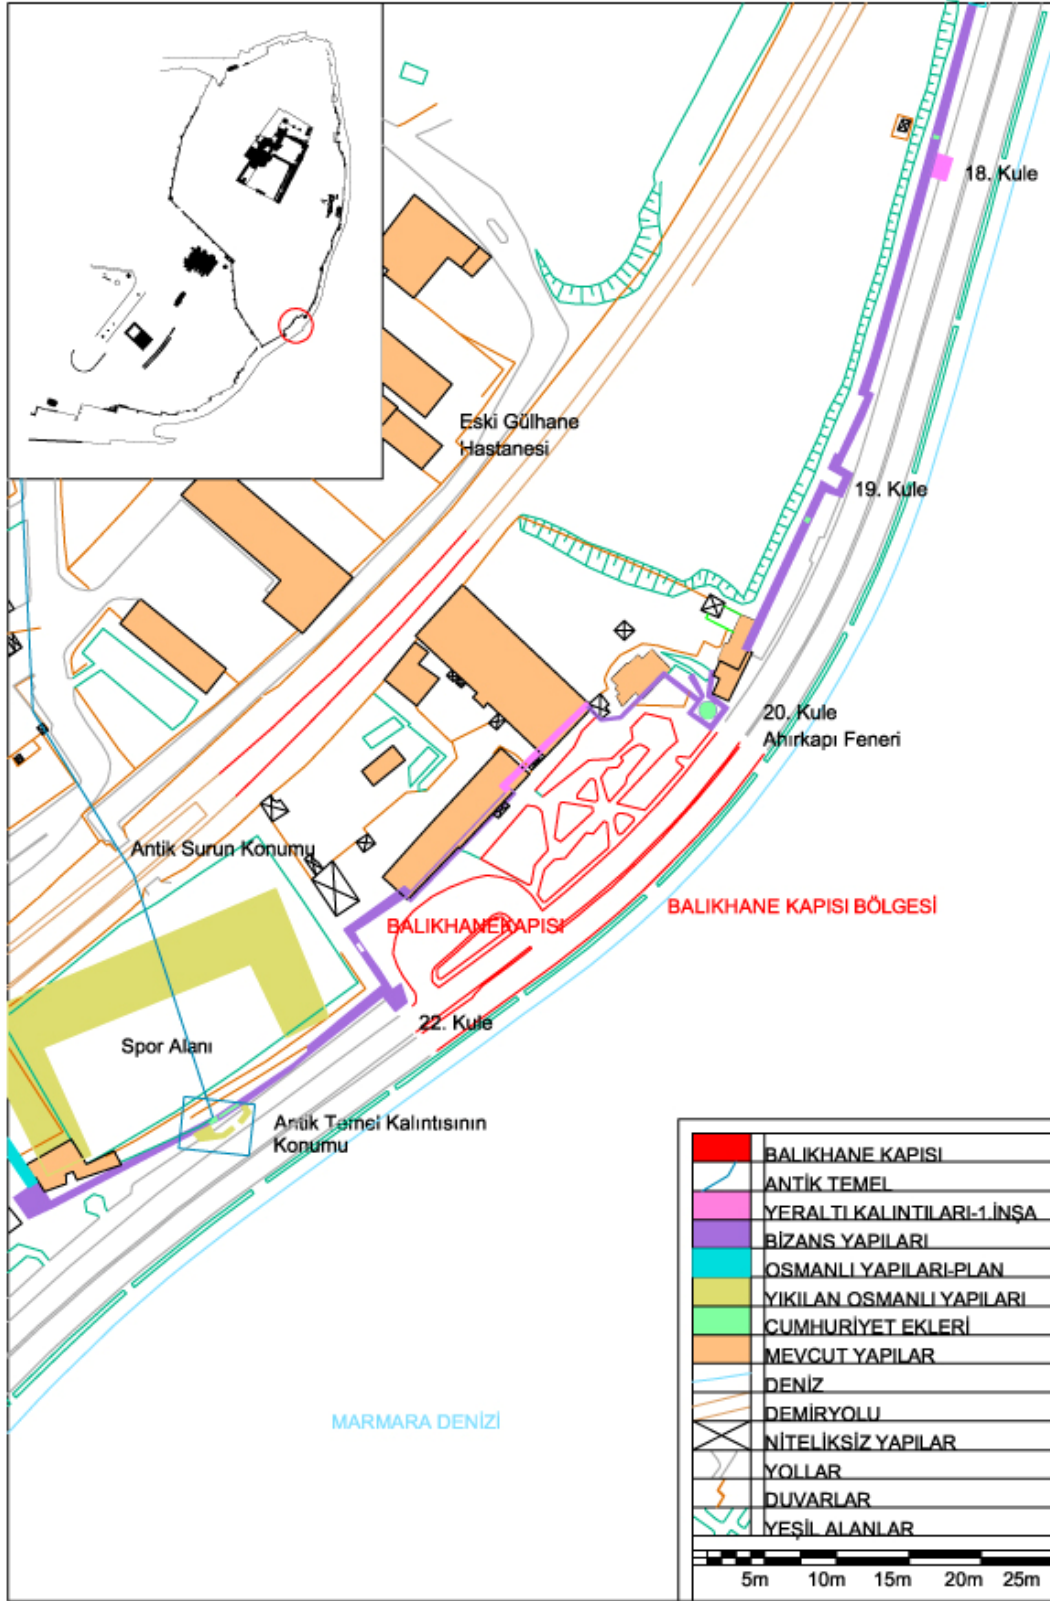 18. Kule
Eski Gülhane
Hastanesi
19. Kule
20. Kule
Ahırkapı Feneri
Antik Surun Konumu
BALIKHANE KAPISI BÖLGESİ
BALIKHANEKAPISI
22. Kule
Spor Alanı
Antik Temel Kalıntısının
Konumu
MARMARA DENİZİ
BALIKHANE KAPISI
ANTİK TEMEL
YERALTI KALINTILARI-1.İNŞA
BİZANS YAPILARI
OSMANLI YAPILARI-PLAN
YIKILAN OSMANLI YAPILARI
CUMHURİYET EKLERİ
MEVCUT YAPILAR
DENİZ
DEMİRYOLU
NİTELİKSİZ YAPILAR
YOLLAR
DUVARLAR
YEŞİL ALANLAR
5m 10m 15m 20m 25m